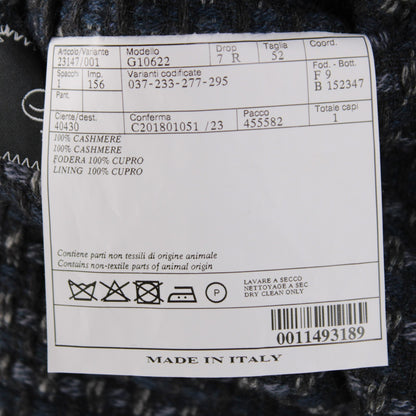 Articolo/Variante Modello Drop Taglia Coord.
23147/001 G10622 7 R 52
Spacchi Imp. Varianti codificate Fod. - Bott.
1 156 037-233-277-295 F 9
Pant. B 152347
Cliente/dest. Conferma Pacco Totale capi
40430 C201801051 /23 455582 1
100% CASHMERE
100% CASHMERE
FODERA 100% CUPRO
LINING 100% CUPRO
Contiene parti non tessili di origine animale
Contains non-textile parts of animal origin
P
LAVARE A SECCO
NETTOYAGE A SEC
DRY CLEAN ONLY
0011493189
MADE IN ITALY